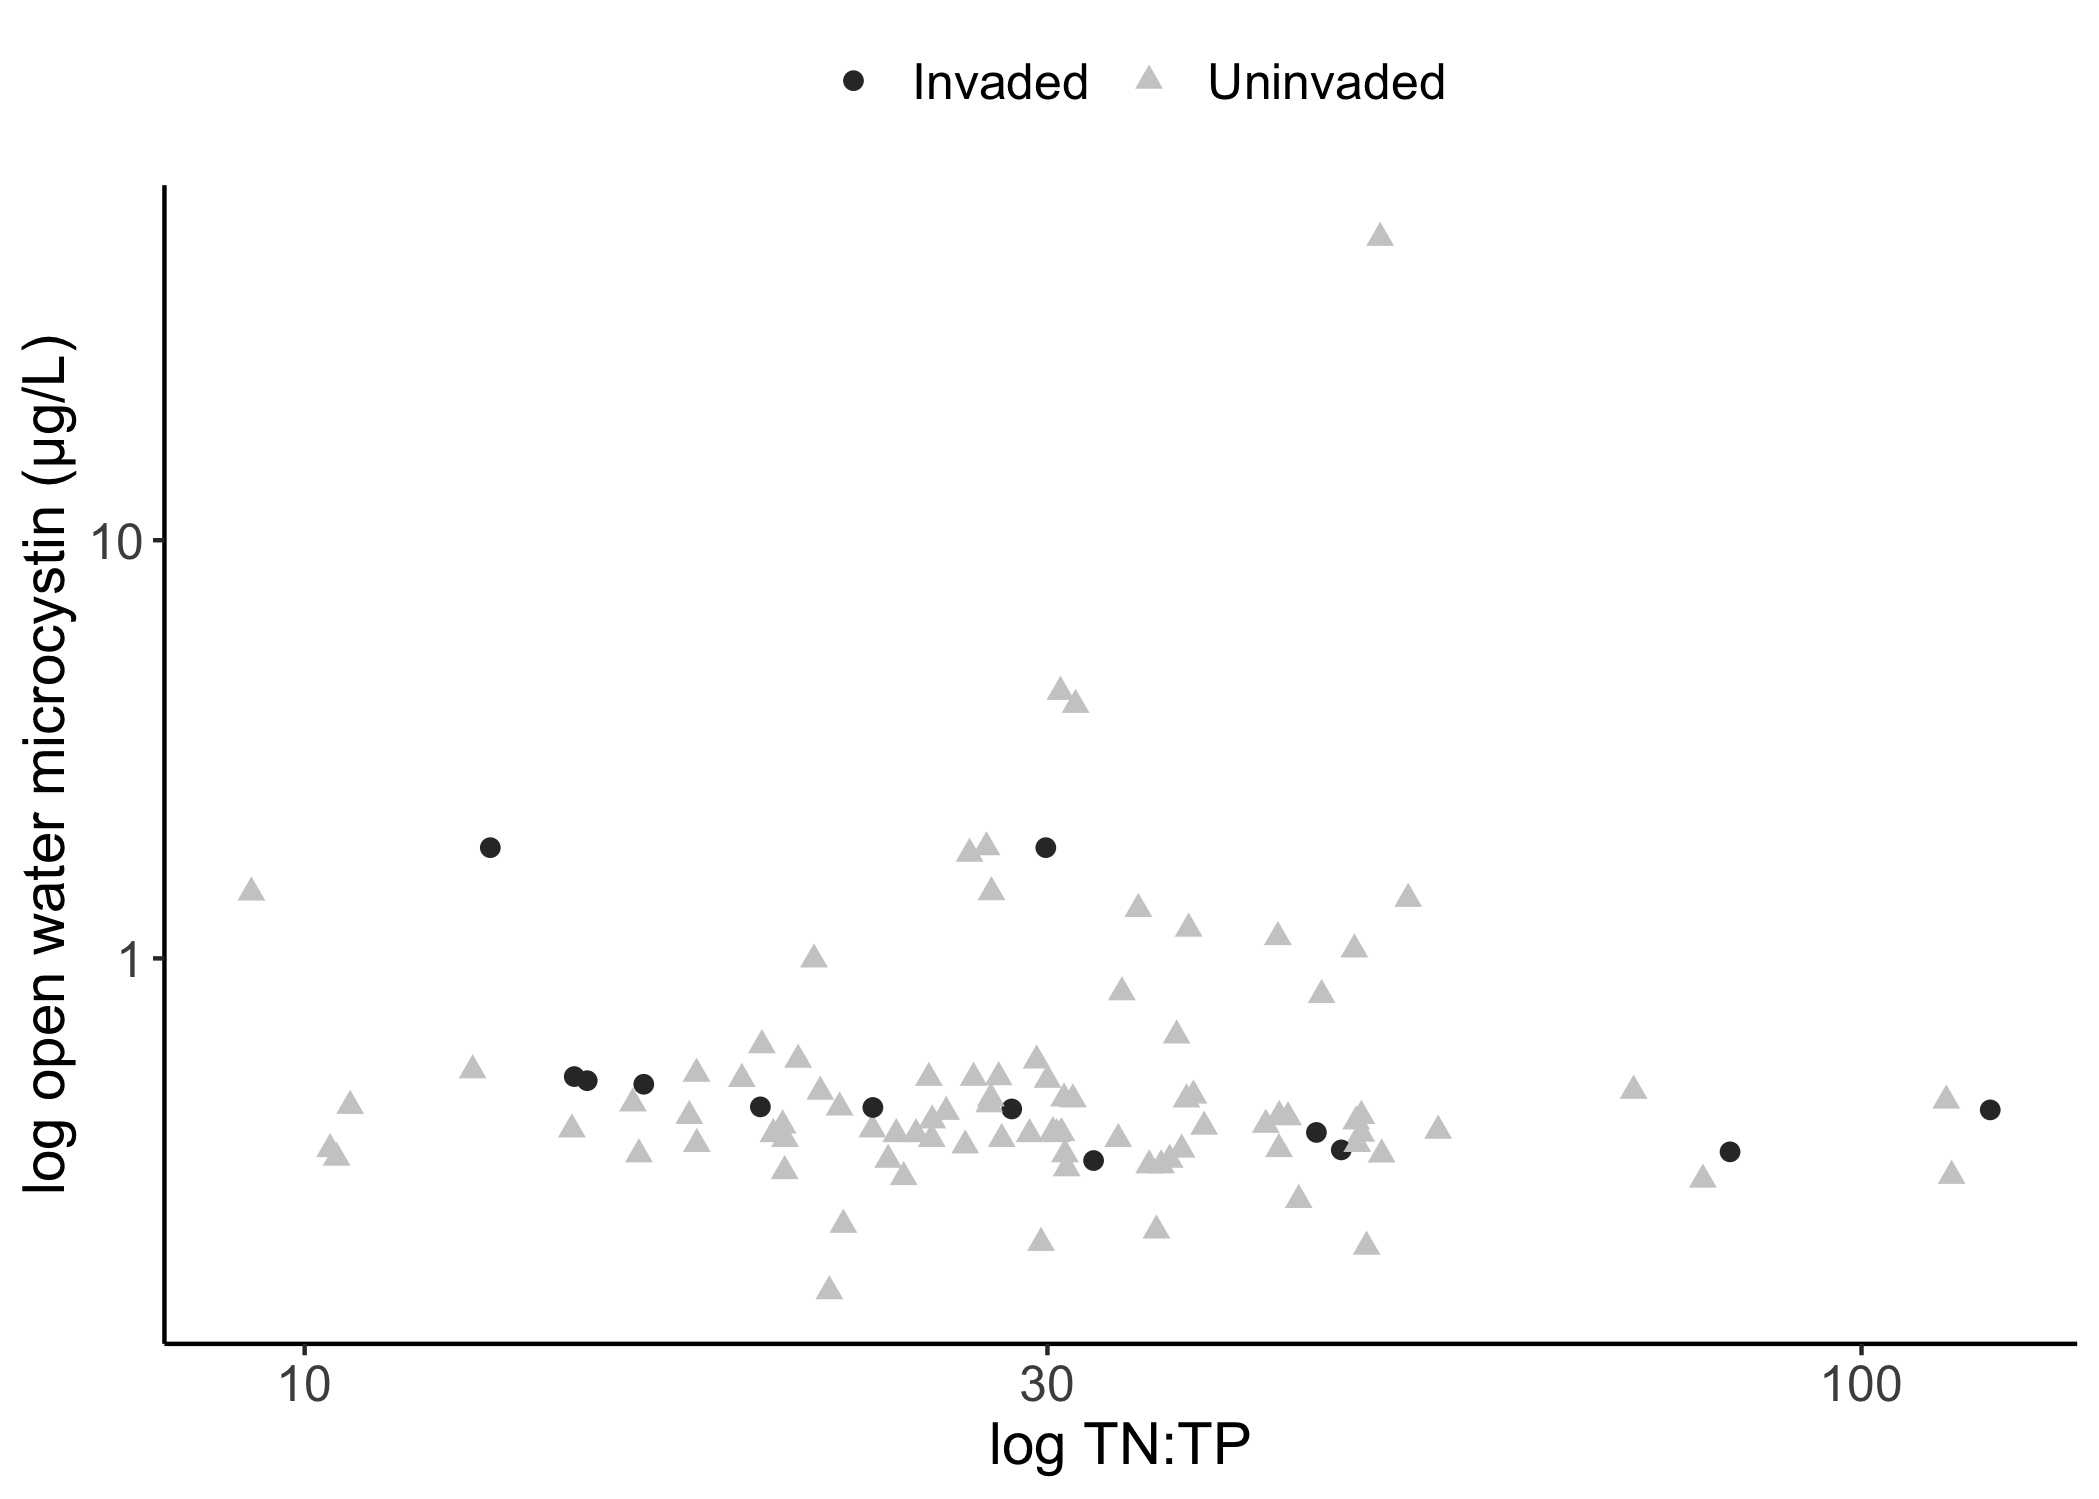 Invaded Uninvaded
log open water microcystin (µg/L)
10
1
10 30 100
log TN:TP